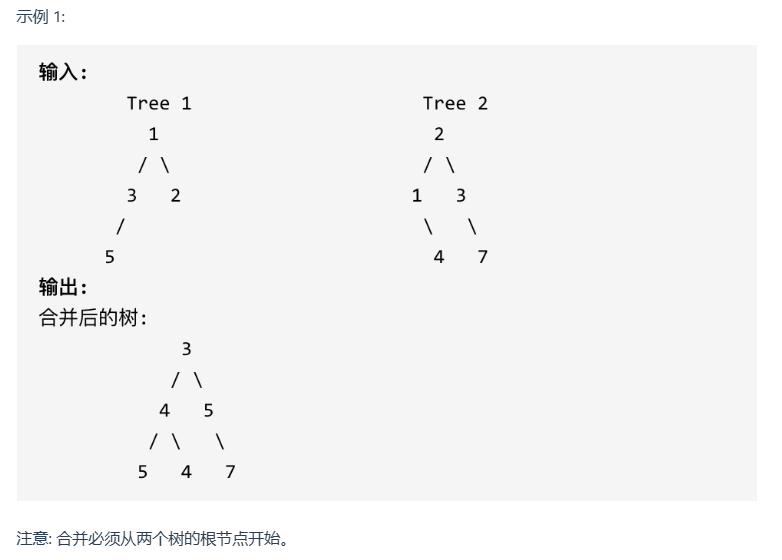 示例 1:
输入:
Tree 1 Tree 2
1 2
/ \ / \
3 2 1 3
/ \ \
5 4 7
输出:
合并后的树:
3
/ \
4 5
/ \ \
5 4 7
注意: 合并必须从两个树的根节点开始。